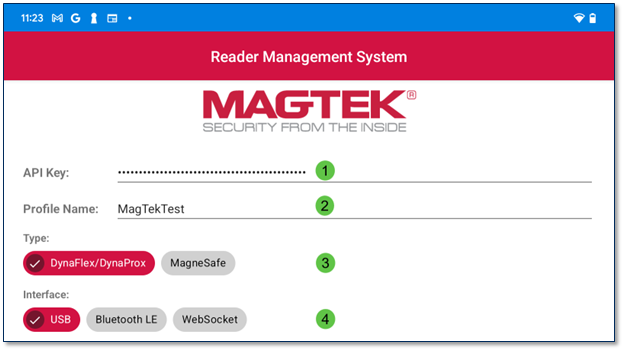 11:23
Reader Management System
MAGTEK®
SECURITY FROM THE INSIDE
API Key: •••••••••••••••••••••••••••••••••••••••••••• 1
Profile Name: MagTekTest 2
Type:
DynaFlex/DynaProx MagneSafe 3
Interface:
USB Bluetooth LE WebSocket 4